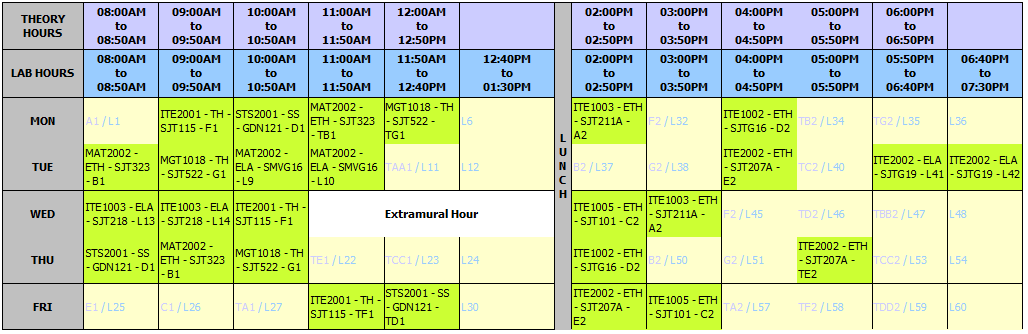 THEORY HOURS 08:00AM to 08:50AM 09:00AM to 09:50AM 10:00AM to 10:50AM 11:00AM to 11:50AM 12:00AM to 12:50PM LUNCH 02:00PM to 02:50PM 03:00PM to 03:50PM 04:00PM to 04:50PM 05:00PM to 05:50PM 06:00PM to 06:50PM
LAB HOURS 08:00AM to 08:50AM 09:00AM to 09:50AM 10:00AM to 10:50AM 11:00AM to 11:50AM 11:50AM to 12:40PM 12:40PM to 01:30PM 02:00PM to 02:50PM 03:00PM to 03:50PM 04:00PM to 04:50PM 05:00PM to 05:50PM 05:50PM to 06:40PM 06:40PM to 07:30PM
MON A1 / L1 ITE2001 - TH - SJT115 - F1 STS2001 - SS - GDN121 - D1 MAT2002 - ETH - SJT323 - TB1 MGT1018 - TH - SJT522 - TG1 L6 ITE1003 - ETH - SJT211A - A2 F2 / L32 ITE1002 - ETH - SJTG16 - D2 TB2 / L34 TG2 / L35 L36
TUE MAT2002 - ETH - SJT323 - B1 MGT1018 - TH - SJT522 - G1 MAT2002 - ELA - SMVG16 - L9 MAT2002 - ELA - SMVG16 - L10 TAA1 / L11 L12 B2 / L37 G2 / L38 ITE2002 - ETH - SJT207A - E2 TC2 / L40 ITE2002 - ELA - SJTG19 - L41 ITE2002 - ELA - SJTG19 - L42
WED ITE1003 - ELA - SJT218 - L13 ITE1003 - ELA - SJT218 - L14 ITE2001 - TH - SJT115 - F1 Extramural Hour ITE1005 - ETH - SJT101 - C2 ITE1003 - ETH - SJT211A - A2 F2 / L45 TD2 / L46 TBB2 / L47 L48
THU STS2001 - SS - GDN121 - D1 MAT2002 - ETH - SJT323 - B1 MGT1018 - TH - SJT522 - G1 TE1 / L22 TCC1 / L23 L24 ITE1002 - ETH - SJTG16 - D2 B2 / L50 G2 / L51 ITE2002 - ETH - SJT207A - TE2 TCC2 / L53 L54
FRI E1 / L25 C1 / L26 TA1 / L27 ITE2001 - TH - SJT115 - TF1 STS2001 - SS - GDN121 - TD1 L30 ITE2002 - ETH - SJT207A - E2 ITE1005 - ETH - SJT101 - C2 TA2 / L57 TF2 / L58 TDD2 / L59 L60